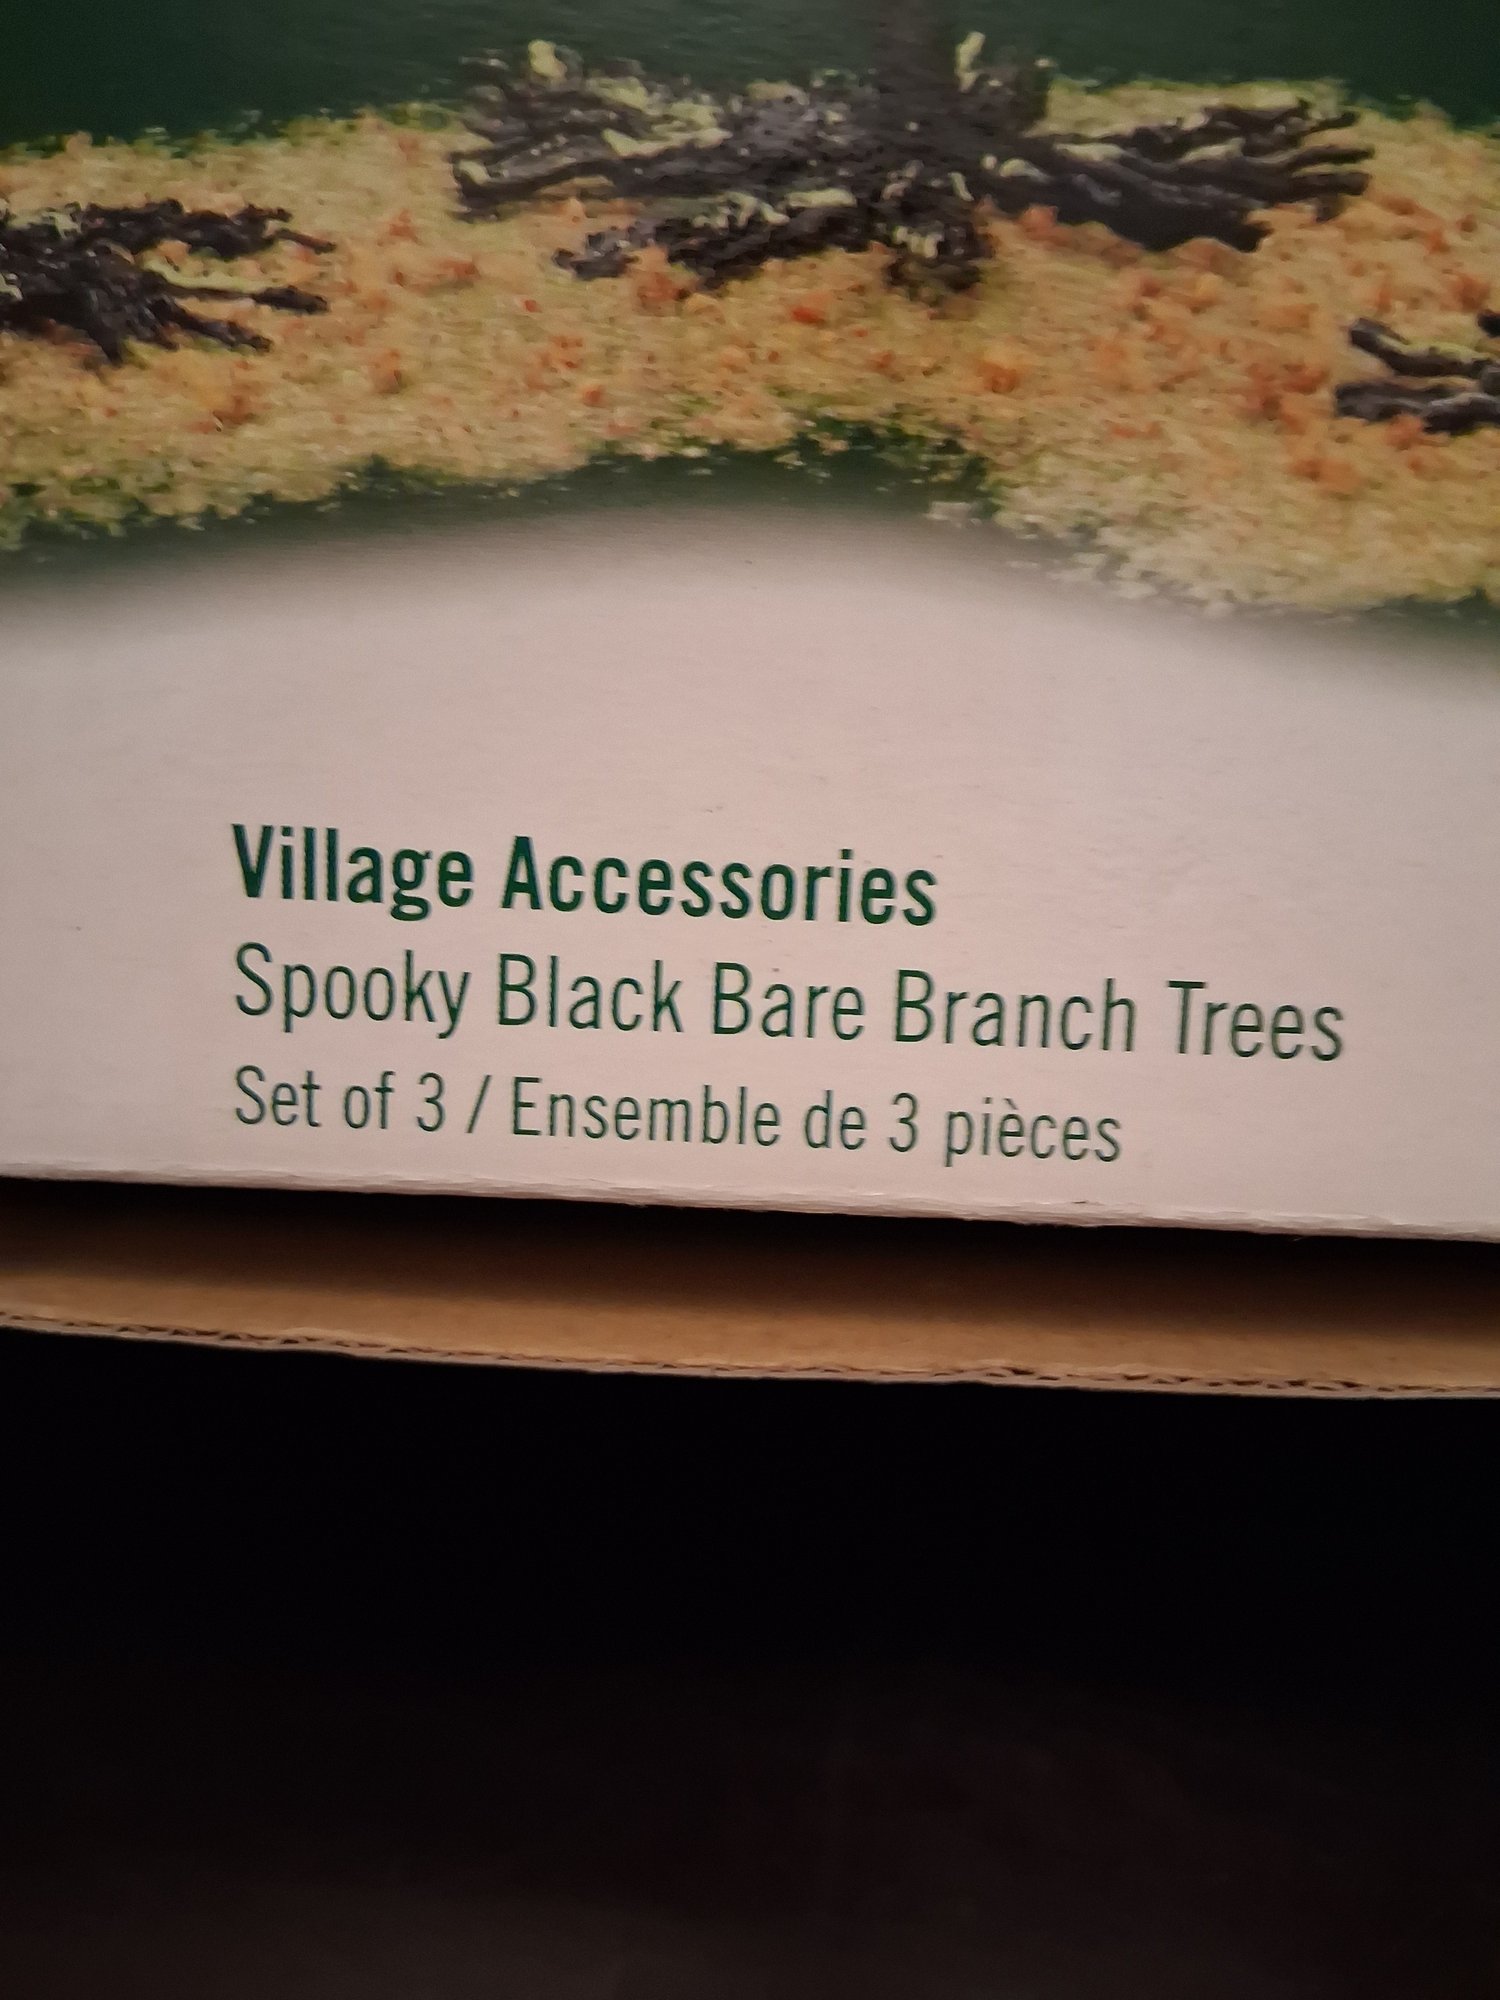 Village Accessories
Spooky Black Bare Branch Trees
Set of 3 / Ensemble de 3 pièces